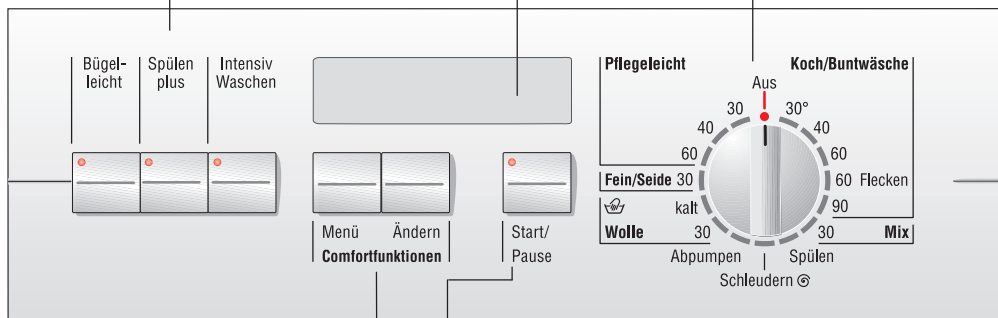 Bügel-
leicht
Spülen
plus
Intensiv
Waschen
Menü Ändern
Comfortfunktionen
Start/
Pause
Pflegeleicht
Koch/Buntwäsche
Aus
30 30°
40 40
60 60
Fein/Seide 30 60 Flecken
kalt 90
Wolle 30 30 Mix
Abpumpen Spülen
Schleudern